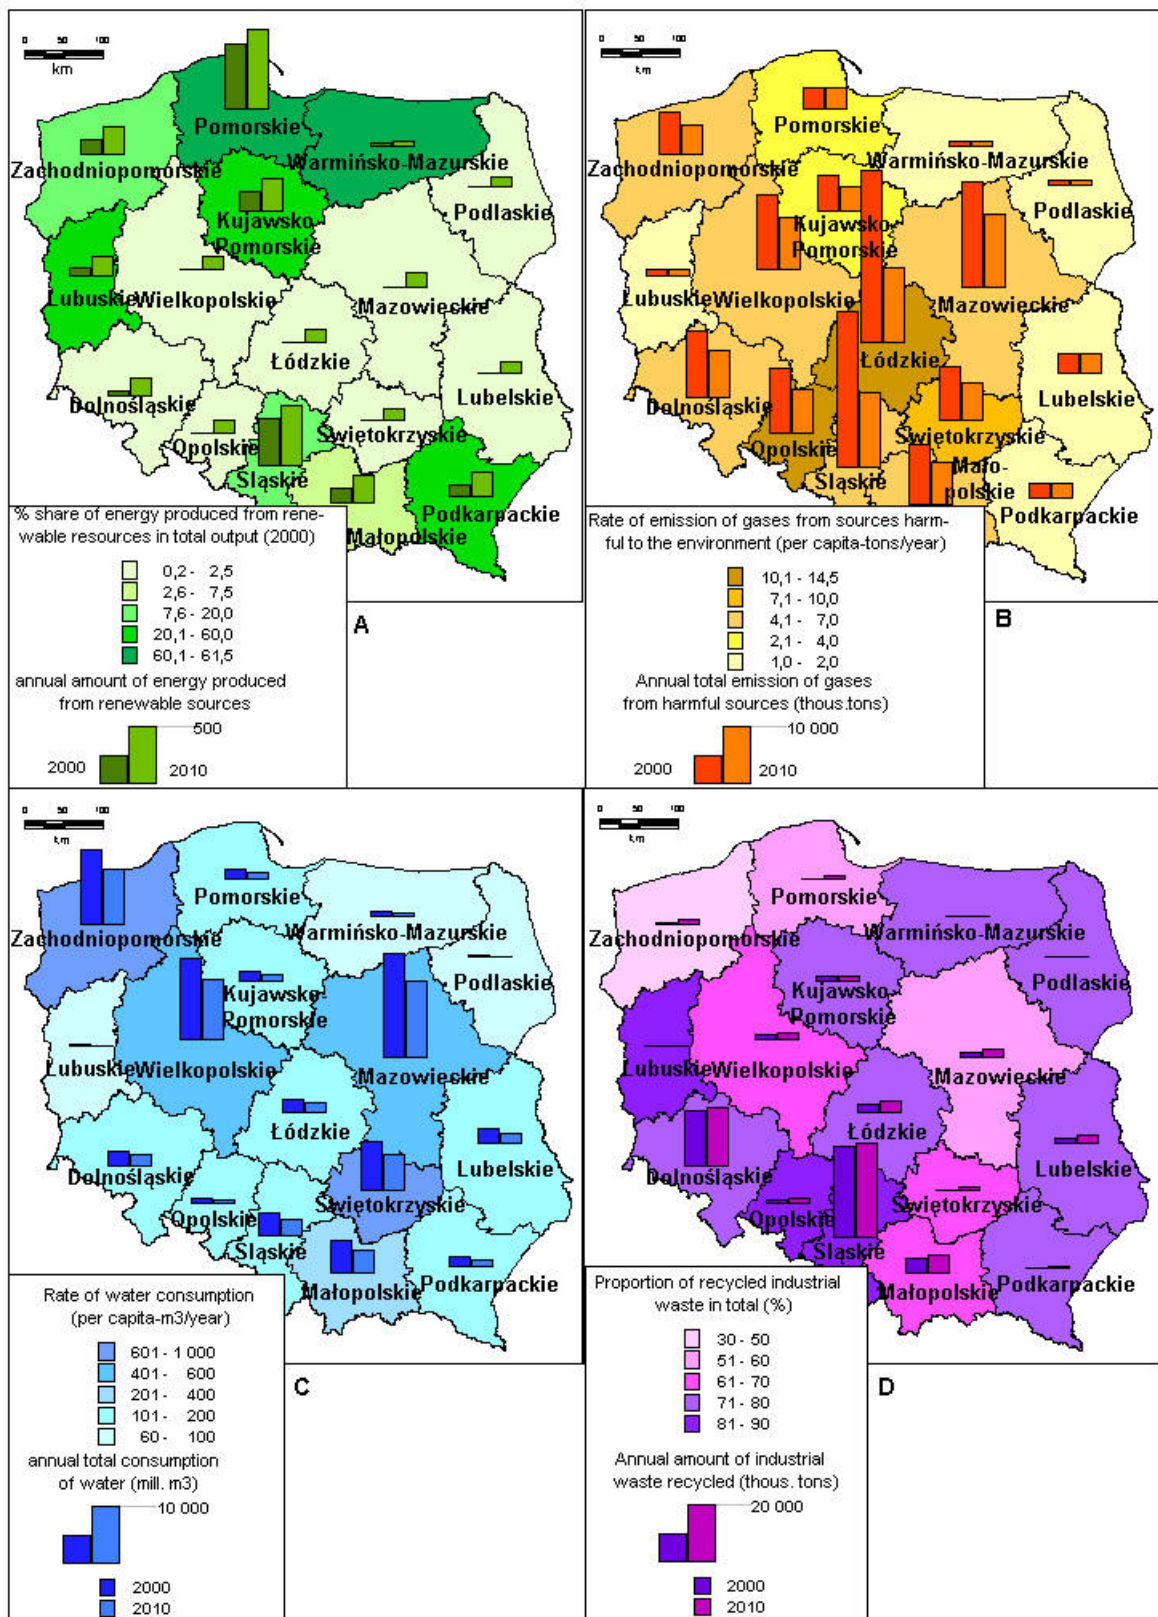 0 50 100
km
Pomorskie
Zachodniopomorskie
Warmińsko-Mazurskie
Podlaskie
Kujawsko-
Pomorskie
Lubuskie
Wielkopolskie
Mazowieckie
Łódzkie
Lubelskie
Dolnośląskie
Opolskie
Świętokrzyskie
Śląskie
Podkarpackie
Małopolskie
% share of energy produced from rene-
wable resources in total output (2000)
0,2 - 2,5
2,6 - 7,5
7,6 - 20,0
20,1 - 60,0
60,1 - 61,5
annual amount of energy produced
from renewable sources
500
2000
2010
A
0 50 100
km
Pomorskie
Zachodniopomorskie
Warmińsko-Mazurskie
Podlaskie
Kujawsko-
Pomorskie
Lubuskie
Wielkopolskie
Mazowieckie
Łódzkie
Lubelskie
Dolnośląskie
Opolskie
Świętokrzyskie
Śląskie
Mało-
polskie
Podkarpackie
Rate of emission of gases from sources harm-
ful to the environment (per capita-tons/year)
10,1 - 14,5
7,1 - 10,0
4,1 - 7,0
2,1 - 4,0
1,0 - 2,0
Annual total emission of gases
from harmful sources (thous.tons)
10 000
2000
2010
B
0 50 100
km
Pomorskie
Zachodniopomorskie
Warmińsko-Mazurskie
Podlaskie
Kujawsko-
Pomorskie
Lubuskie
Wielkopolskie
Mazowieckie
Łódzkie
Lubelskie
Dolnośląskie
Opolskie
Świętokrzyskie
Śląskie
Podkarpackie
Małopolskie
Rate of water consumption
(per capita-m3/year)
601 - 1 000
401 - 600
201 - 400
101 - 200
60 - 100
annual total consumption
of water (mill. m3)
10 000
2000
2010
C
0 50 100
km
Pomorskie
Zachodniopomorskie
Warmińsko-Mazurskie
Podlaskie
Kujawsko-
Pomorskie
Lubuskie
Wielkopolskie
Mazowieckie
Łódzkie
Lubelskie
Dolnośląskie
Opolskie
Świętokrzyskie
Śląskie
Podkarpackie
Małopolskie
Proportion of recycled industrial
waste in total (%)
30 - 50
51 - 60
61 - 70
71 - 80
81 - 90
Annual amount of industrial
waste recycled (thous. tons)
20 000
2000
2010
D